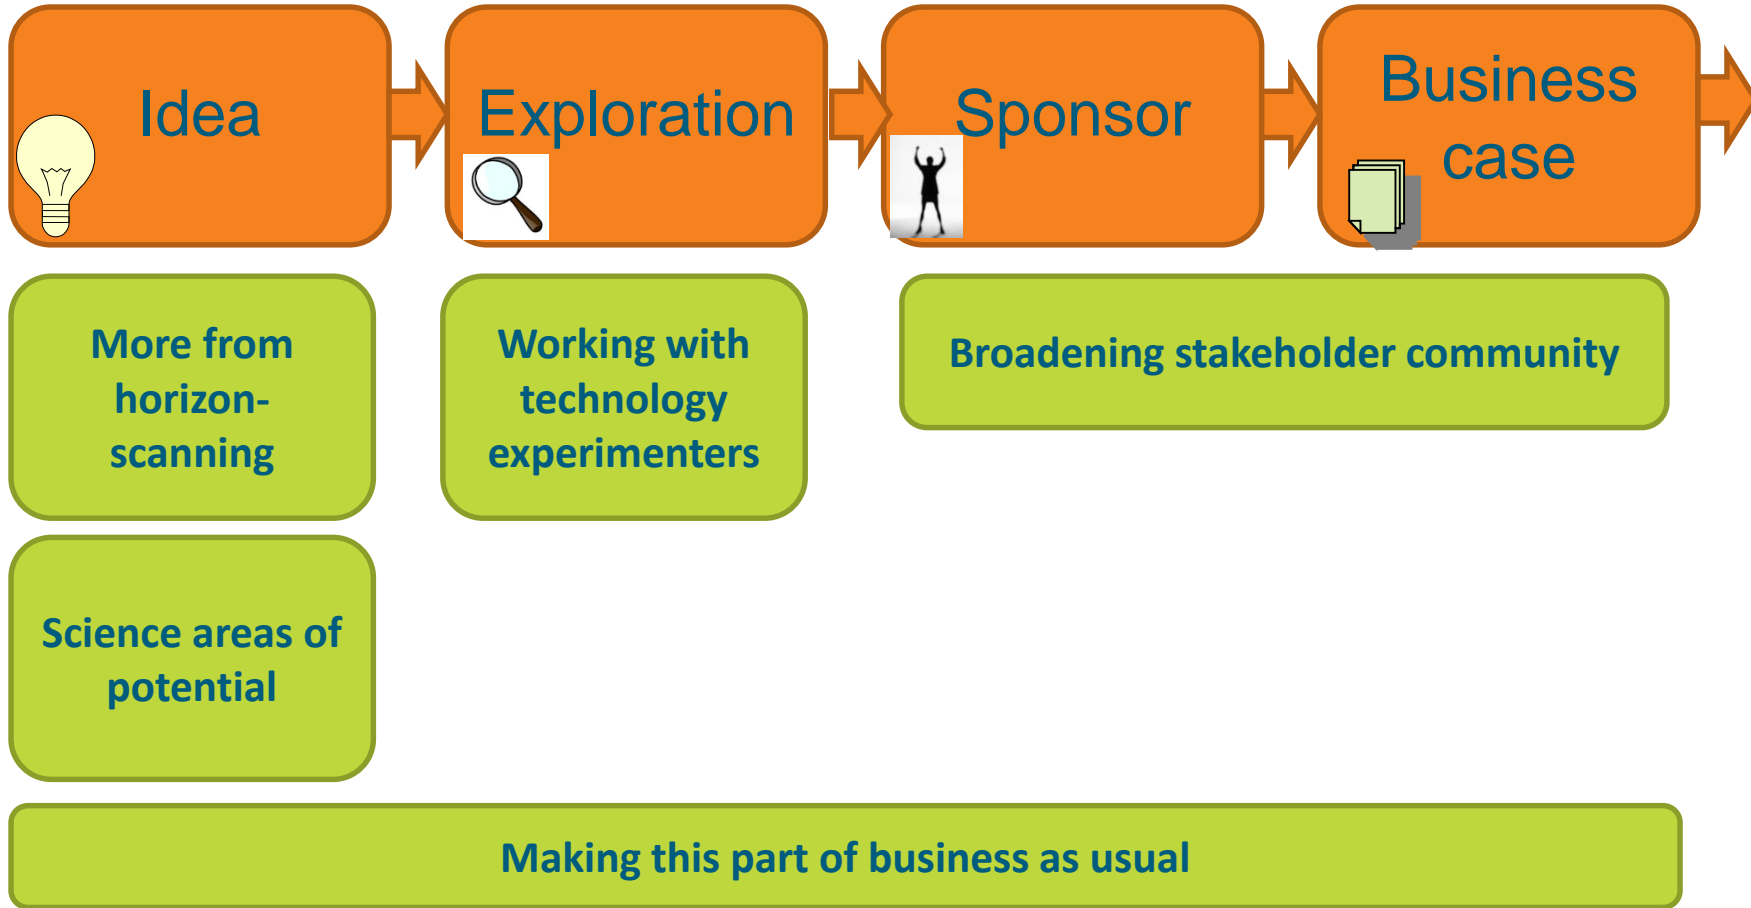 Idea
Exploration
Sponsor
Business
case
More from
horizon-
scanning
Working with
technology
experimenters
Broadening stakeholder community
Science areas of
potential
Making this part of business as usual